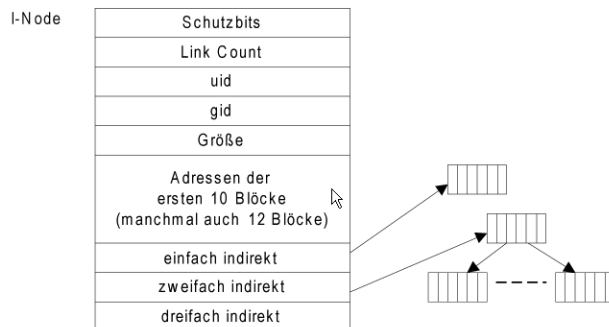 I-Node
Schutzbits
Link Count
uid
gid
Größe
Adressen der
ersten 10 Blöcke
(manchmal auch 12 Blöcke)
einfach indirekt
zweifach indirekt
dreifach indirekt